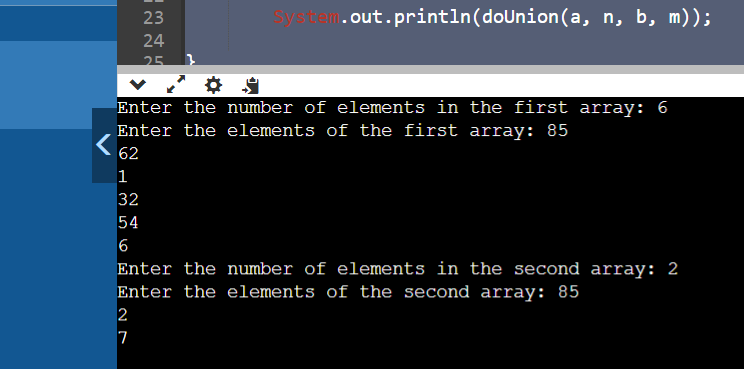 23 System.out.println(doUnion(a, n, b, m));
24
25 }
Enter the number of elements in the first array: 6
Enter the elements of the first array: 85
62
1
32
54
6
Enter the number of elements in the second array: 2
Enter the elements of the second array: 85
2
7